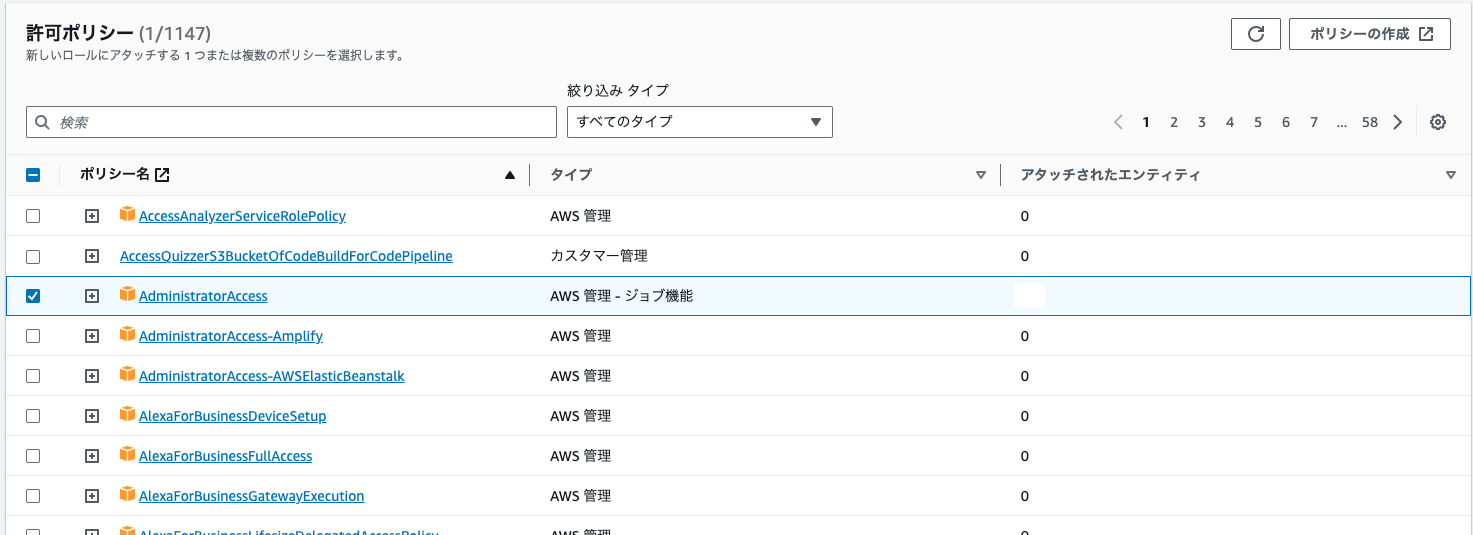 許可ポリシー (1/1147)
新しいロールにアタッチする 1 つまたは複数のポリシーを選択します。
ポリシーの作成
絞り込み タイプ
検索
すべてのタイプ
1 2 3 4 5 6 7 ... 58
ポリシー名 タイプ アタッチされたエンティティ
AccessAnalyzerServiceRolePolicy AWS 管理 0
AccessQuizzerS3BucketOfCodeBuildForCodePipeline カスタマー管理 0
AdministratorAccess AWS 管理 - ジョブ機能
AdministratorAccess-Amplify AWS 管理 0
AdministratorAccess-AWSElasticBeanstalk AWS 管理 0
AlexaForBusinessDeviceSetup AWS 管理 0
AlexaForBusinessFullAccess AWS 管理 0
AlexaForBusinessGatewayExecution AWS 管理 0
AlexaForBusinessLifesizeDelegatedAccessPolicy AWS 管理 0